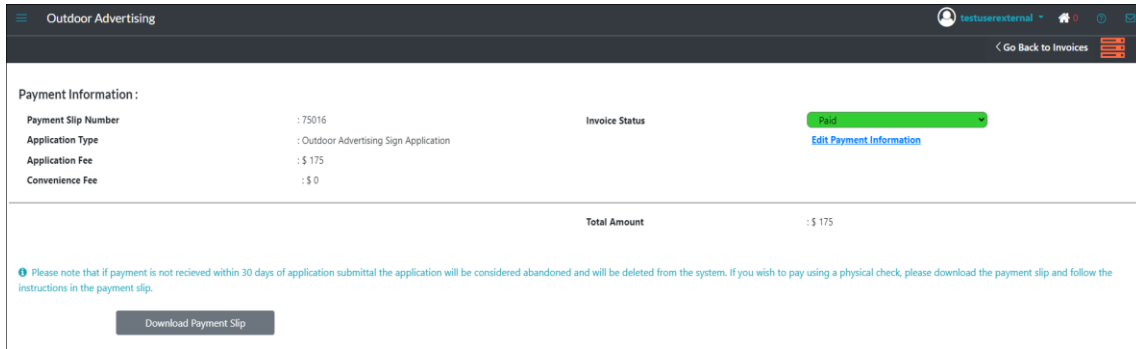 Outdoor Advertising
testuserexternal
0
Go Back to Invoices
Payment Information :
Payment Slip Number : 75016 Invoice Status Paid
Application Type : Outdoor Advertising Sign Application Edit Payment Information
Application Fee : $ 175
Convenience Fee : $ 0
Total Amount : $ 175
Please note that if payment is not recieved within 30 days of application submittal the application will be considered abandoned and will be deleted from the system. If you wish to pay using a physical check, please download the payment slip and follow the
instructions in the payment slip.
Download Payment Slip